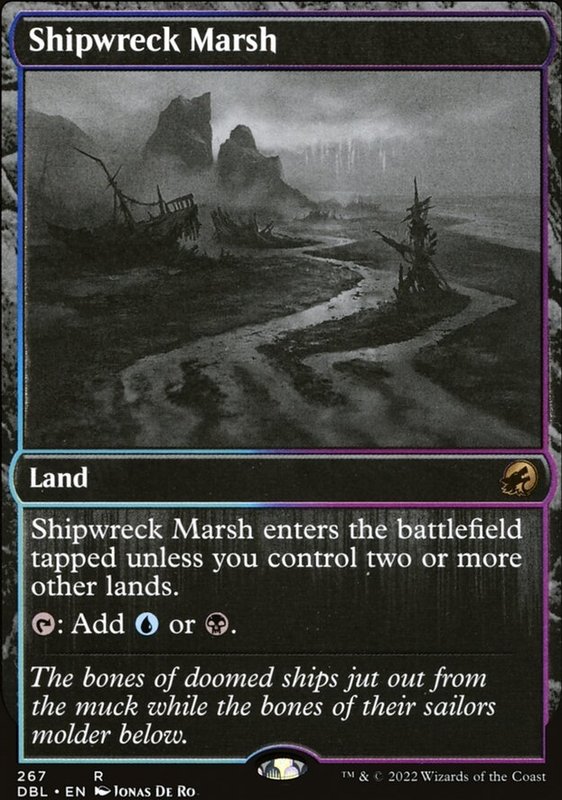 Shipwreck Marsh
Land
Shipwreck Marsh enters the battlefield
tapped unless you control two or more
other lands.
: Add or .
The bones of doomed ships jut out from
the muck while the bones of their sailors
molder below.
267 R
DBL • EN Jonas De Ro
™ & © 2022 Wizards of the Coast